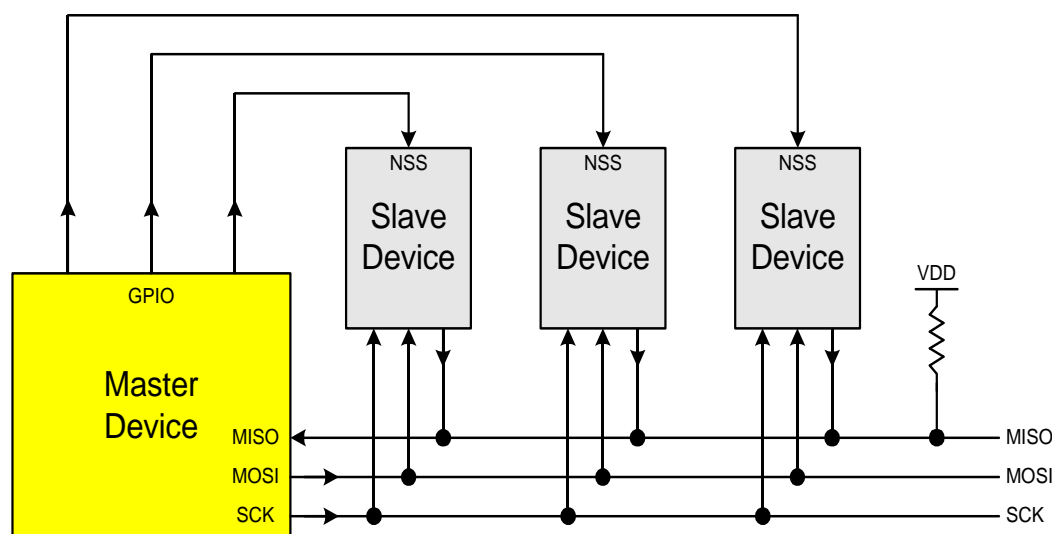 NSS
Slave
Device
NSS
Slave
Device
NSS
Slave
Device
VDD
GPIO
Master
Device
MISO
MOSI
SCK
MISO
MOSI
SCK